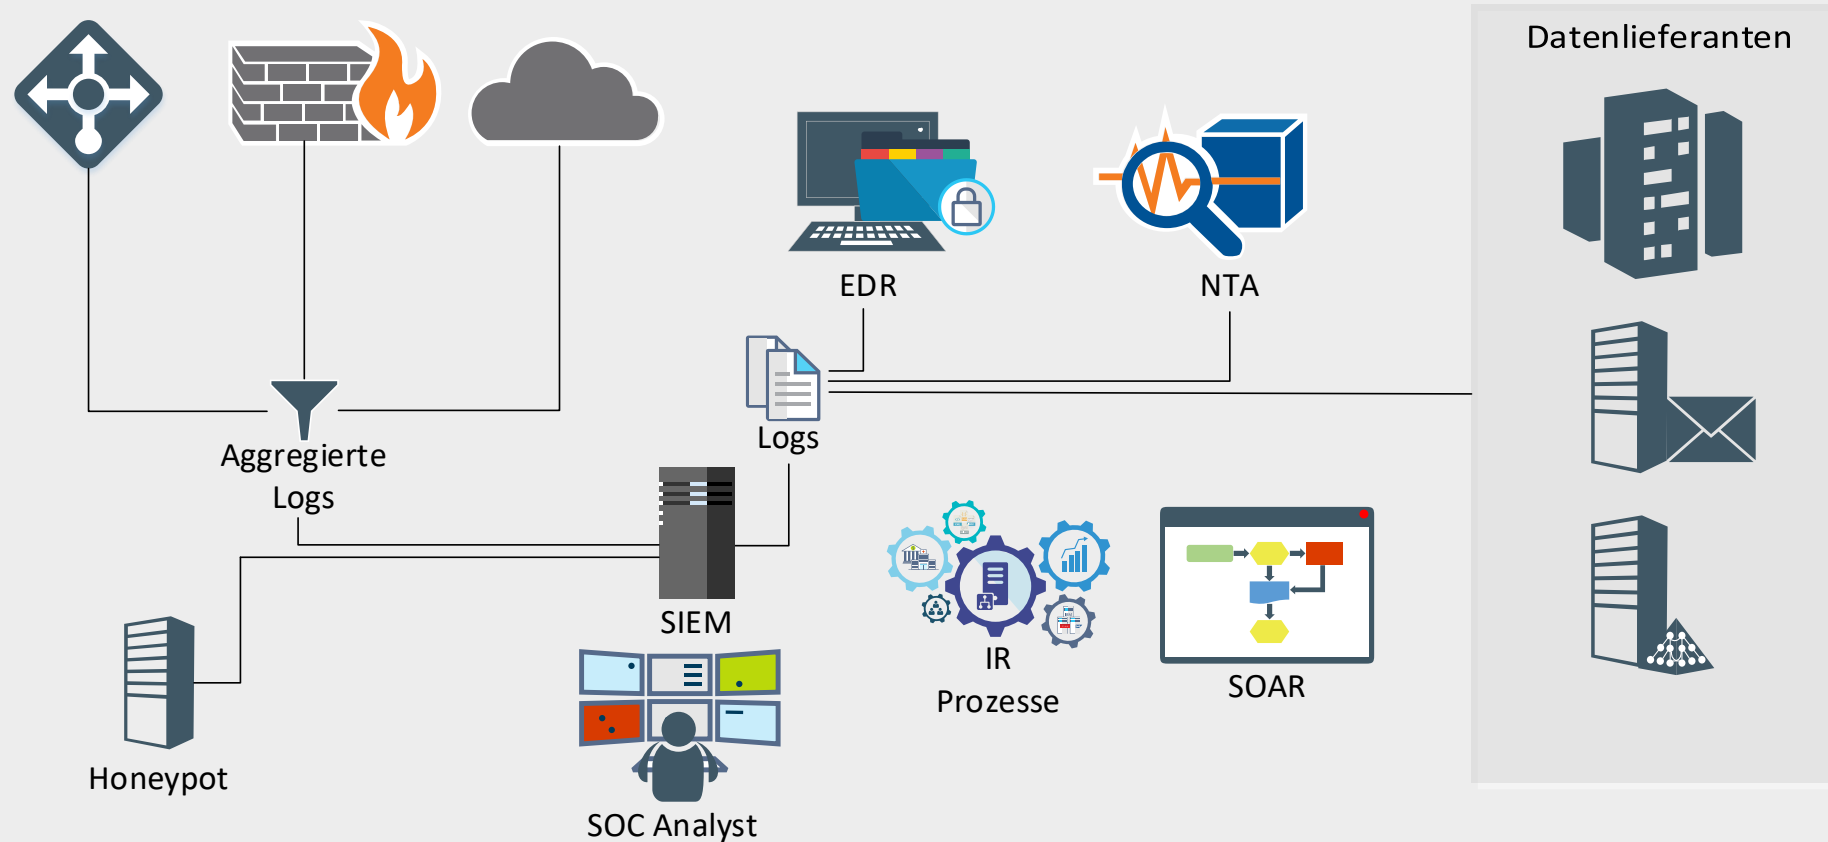 Datenlieferanten
EDR
NTA
Logs
Aggregierte
Logs
SIEM
IR
Prozesse
SOAR
Honeypot
SOC Analyst